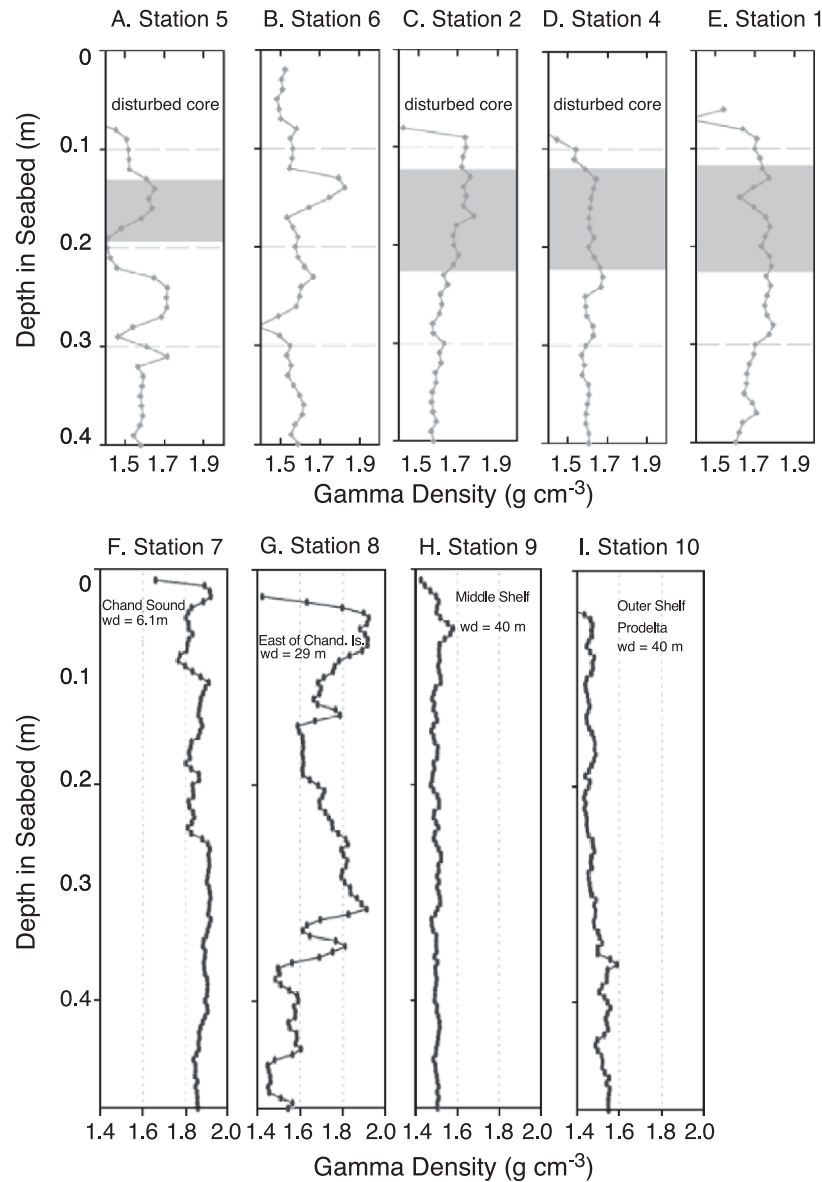 A. Station 5 B. Station 6 C. Station 2 D. Station 4 E. Station 1
0
disturbed core disturbed core disturbed core
0.1
0.2
0.3
0.4
Depth in Seabed (m)
1.5 1.7 1.9 1.5 1.7 1.9 1.5 1.7 1.9 1.5 1.7 1.9 1.5 1.7 1.9
Gamma Density (g cm-3)
F. Station 7 G. Station 8 H. Station 9 I. Station 10
0
Chand Sound
wd = 6.1m
East of Chand. Is.
wd = 29 m
Middle Shelf
wd = 40 m
Outer Shelf
Prodelta
wd = 40 m
0.1
0.2
0.3
0.4
Depth in Seabed (m)
1.4 1.6 1.8 2.0 1.4 1.6 1.8 2.0 1.4 1.6 1.8 2.0 1.4 1.6 1.8 2.0
Gamma Density (g cm-3)